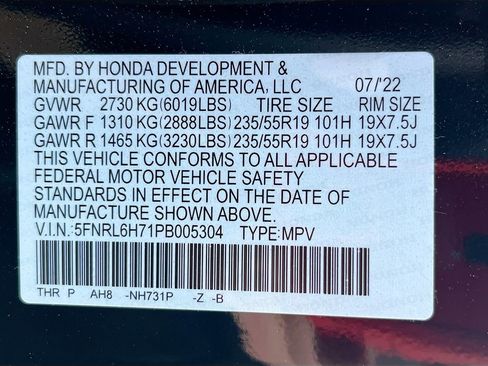 MFD. BY HONDA DEVELOPMENT &
MANUFACTURING OF AMERICA, LLC 07/'22
GVWR 2730 KG(6019LBS) TIRE SIZE RIM SIZE
GAWR F 1310 KG(2888LBS) 235/55R19 101H 19X7.5J
GAWR R 1465 KG(3230LBS) 235/55R19 101H 19X7.5J
THIS VEHICLE CONFORMS TO ALL APPLICABLE
FEDERAL MOTOR VEHICLE SAFETY
STANDARDS IN EFFECT ON THE DATE OF
MANUFACTURE SHOWN ABOVE.
V.I.N.:5FNRL6H71PB005304 TYPE:MPV
THR P AH8 -NH731P -Z -B